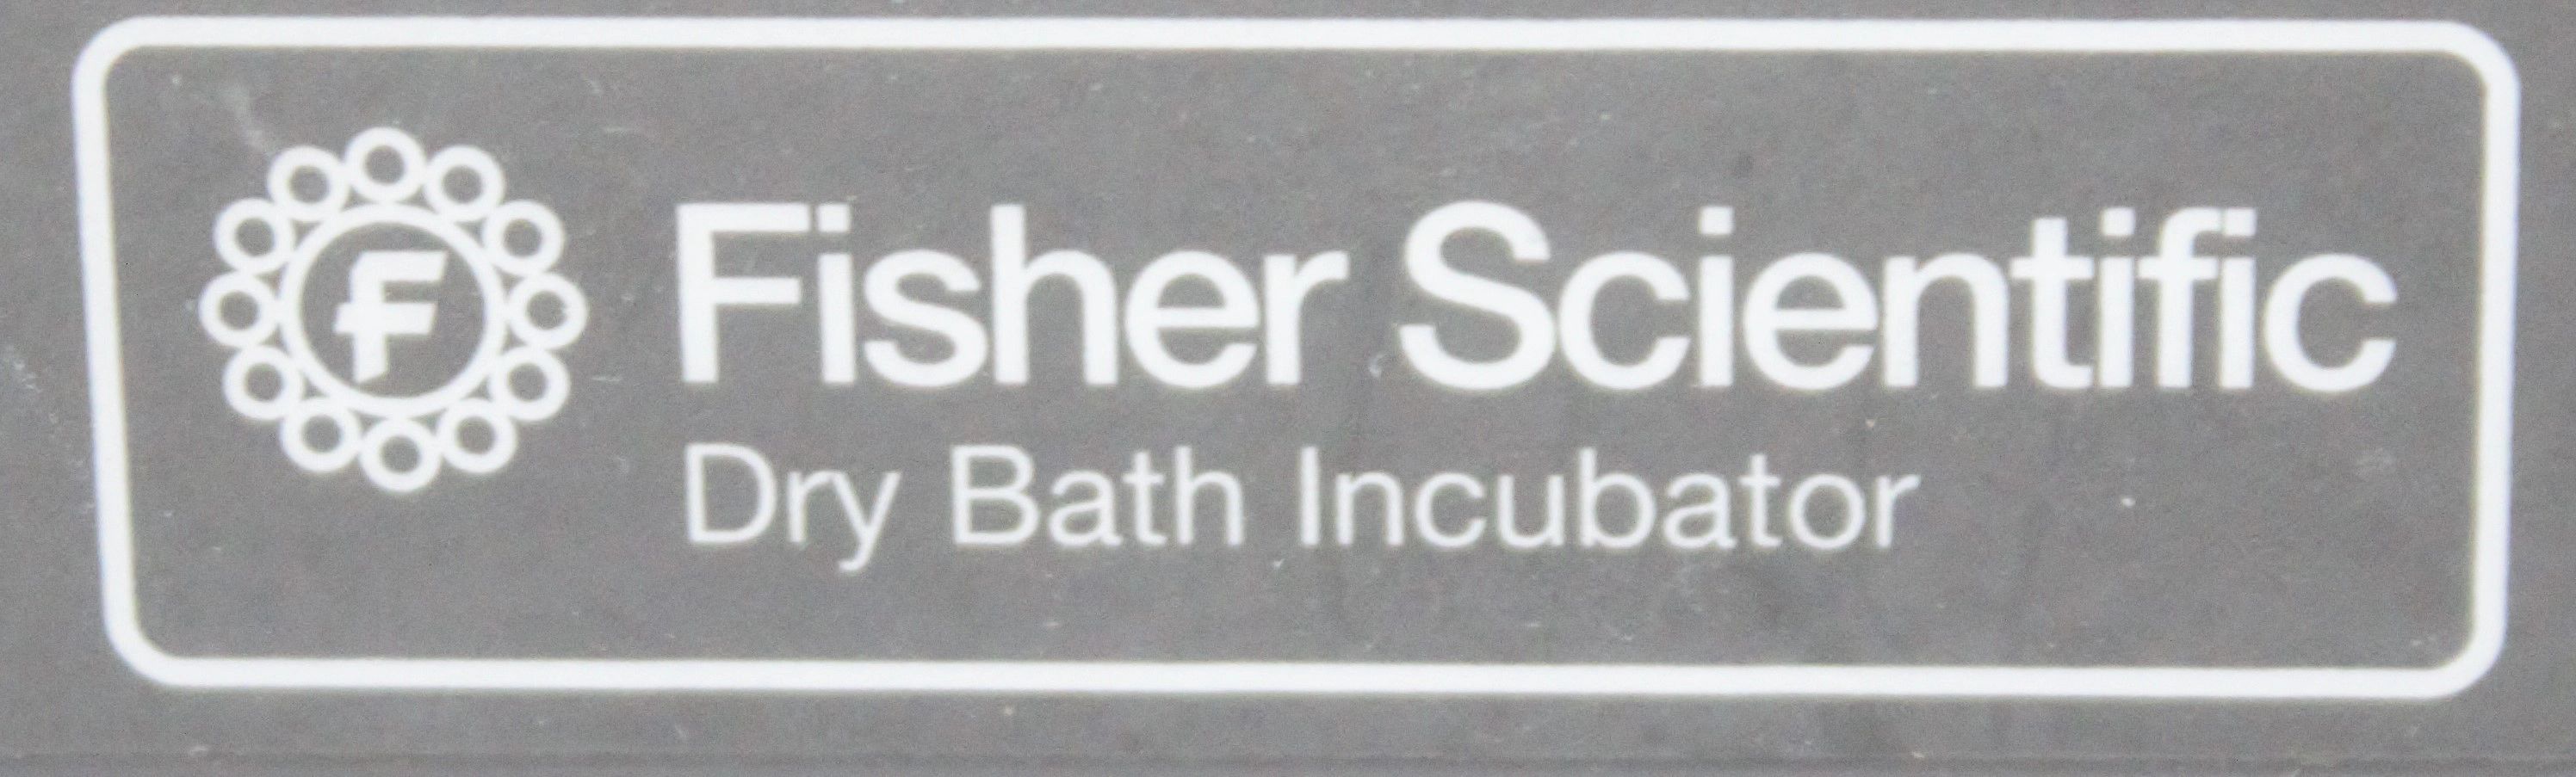 F
Fisher Scientific
Dry Bath Incubator